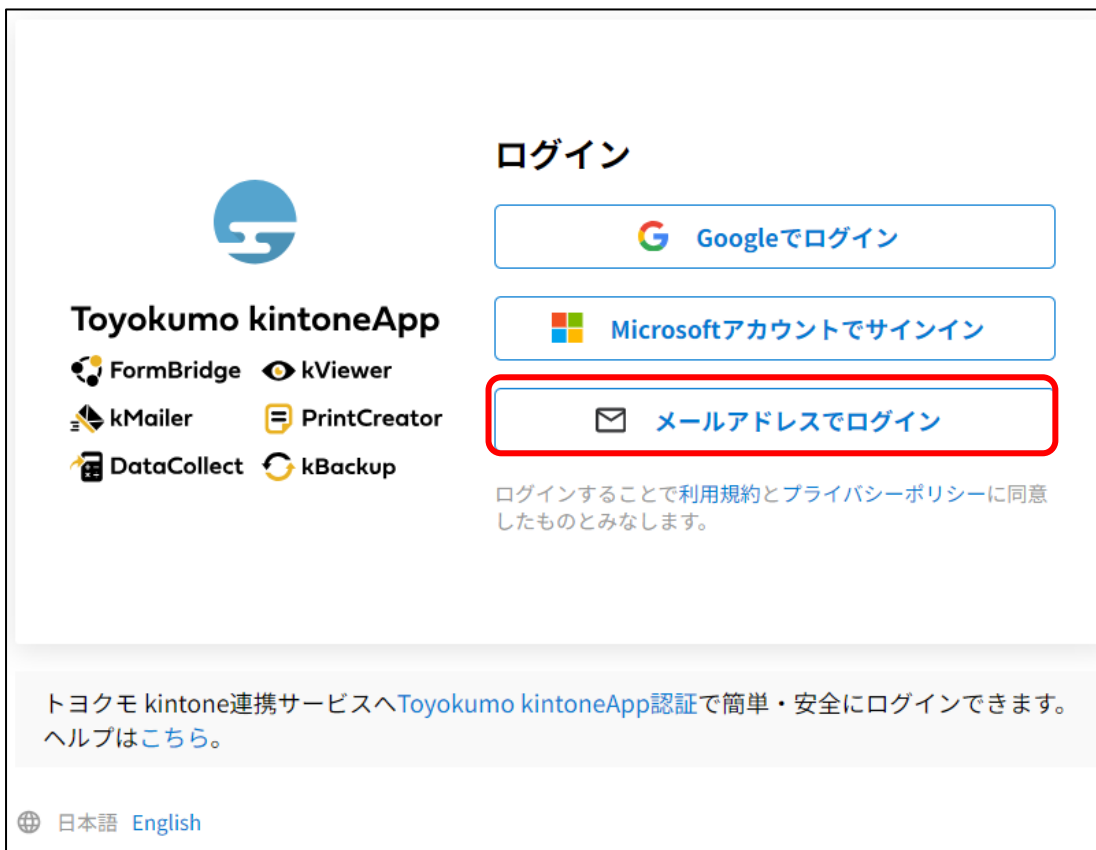 Toyokumo kintoneApp
FormBridge kViewer
kMailer PrintCreator
DataCollect kBackup
ログイン
Googleでログイン
Microsoftアカウントでサインイン
メールアドレスでログイン
ログインすることで利用規約とプライバシーポリシーに同意
したものとみなします。
トヨクモ kintone連携サービスへToyokumo kintoneApp認証で簡単・安全にログインできます。
ヘルプはこちら。
日本語 English